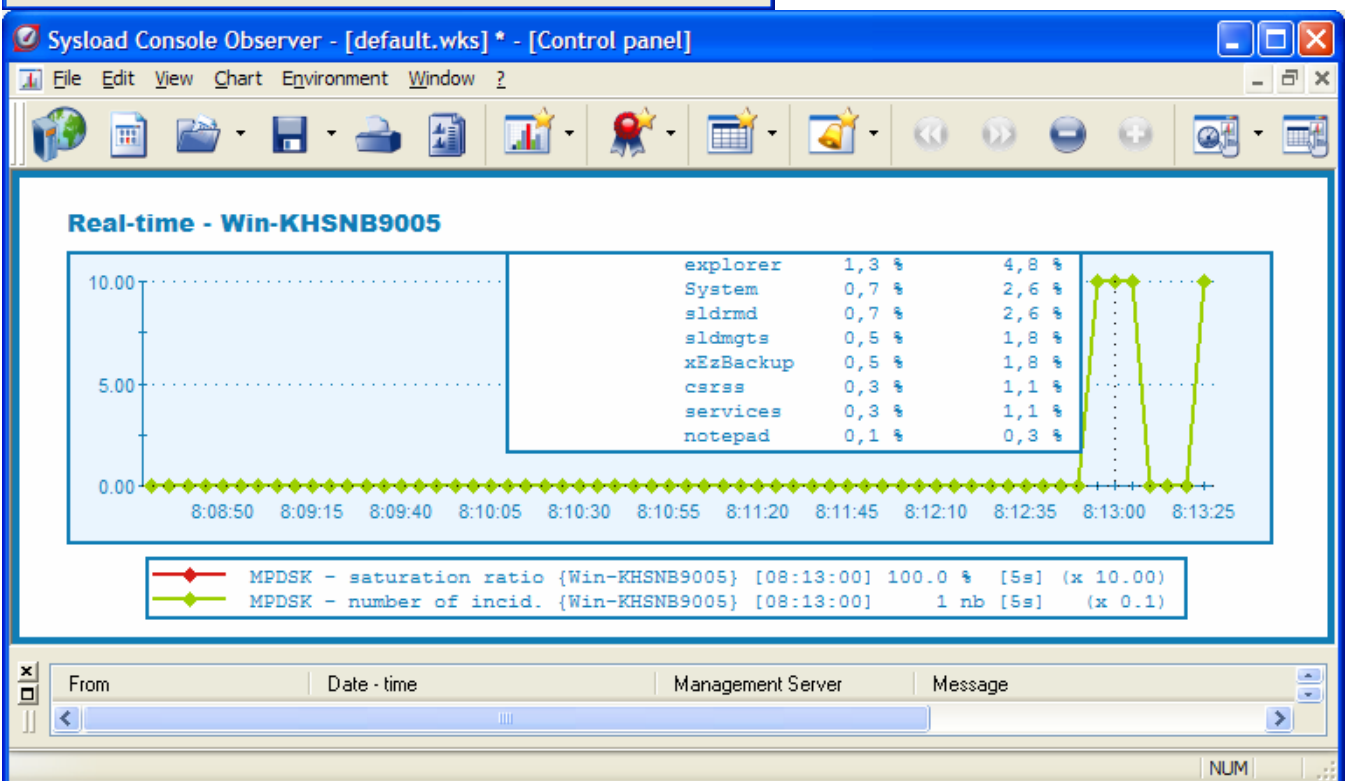 Sysload Console Observer - [default.wks] * - [Control panel]
File Edit View Chart Environment Window ?
Real-time - Win-KHSNB9005
explorer 1,3 % 4,8 %
10.00
System 0,7 % 2,6 %
sldrmd 0,7 % 2,6 %
sldmgts 0,5 % 1,8 %
xEzBackup 0,5 % 1,8 %
5.00
csrss 0,3 % 1,1 %
services 0,3 % 1,1 %
notepad 0,1 % 0,3 %
0.00
8:08:50 8:09:15 8:09:40 8:10:05 8:10:30 8:10:55 8:11:20 8:11:45 8:12:10 8:12:35 8:13:00 8:13:25
MPDSK - saturation ratio {Win-KHSNB9005} [08:13:00] 100.0 % [5s] (x 10.00)
MPDSK - number of incid. {Win-KHSNB9005} [08:13:00] 1 nb [5s] (x 0.1)
From Date - time Management Server Message
NUM